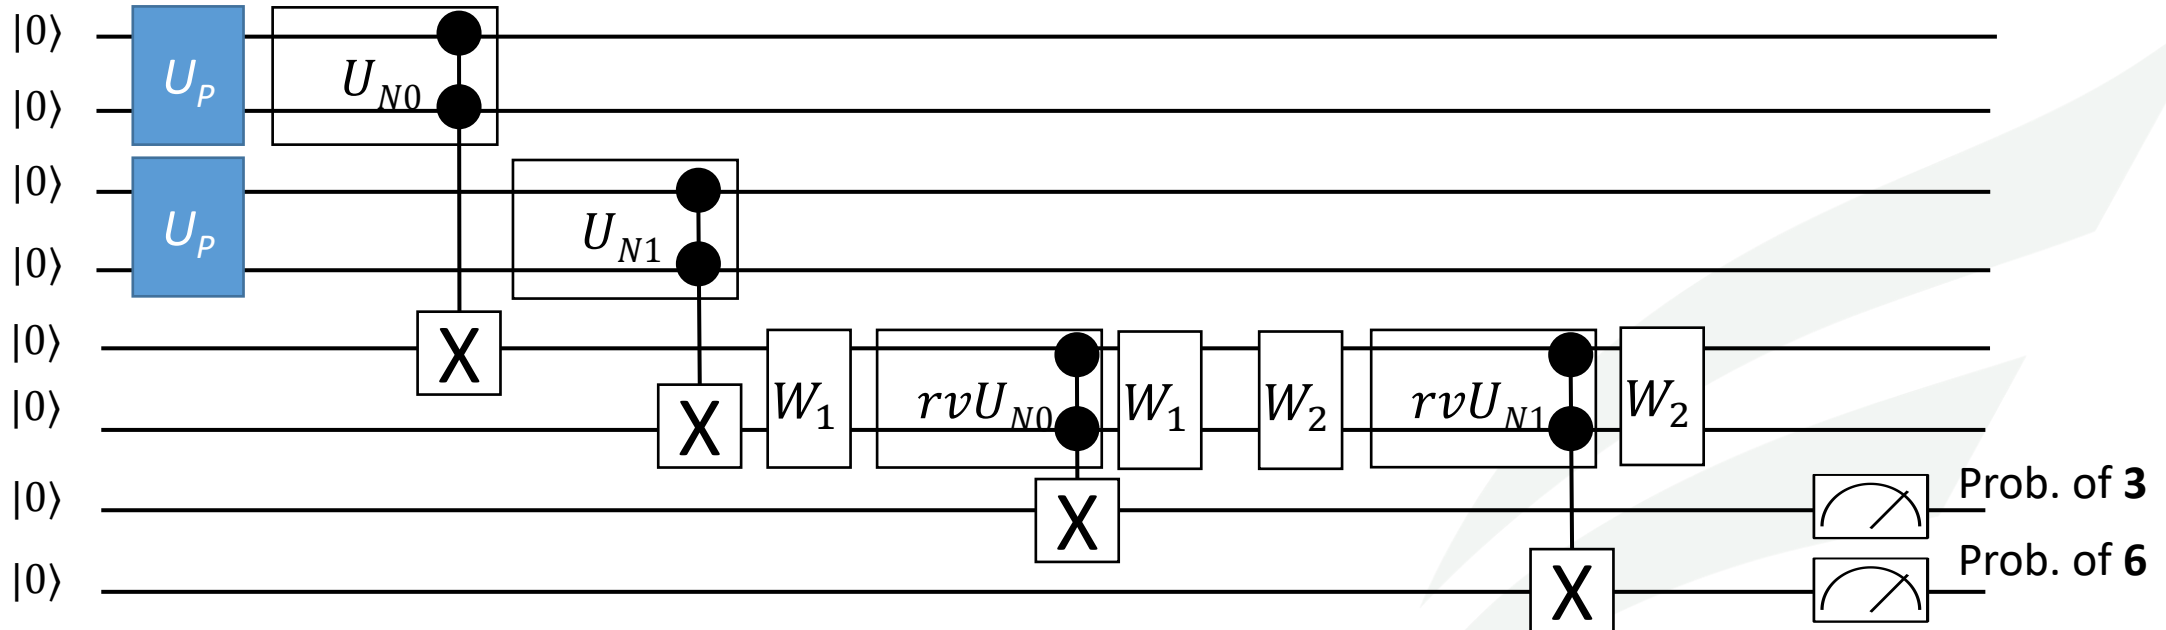 |0⟩
U_P
U_N0
|0⟩
|0⟩
U_P
U_N1
|0⟩
|0⟩
X
|0⟩
X
W_1
rvU_N0
W_1
W_2
rvU_N1
W_2
|0⟩
X
Prob. of 3
|0⟩
X
Prob. of 6